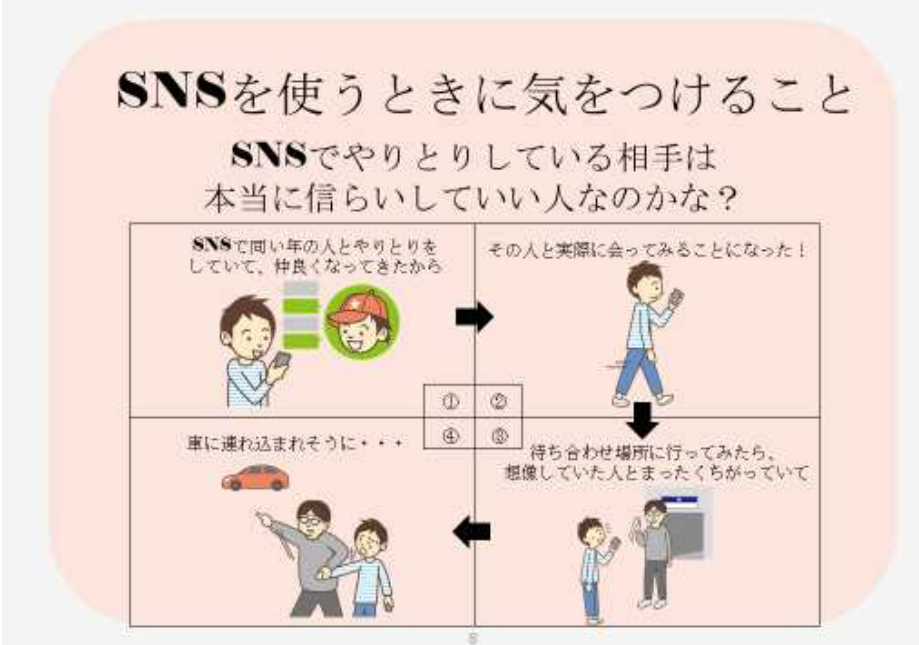 SNSを使うときに気をつけること
SNSでやりとりしている相手は
本当に信らいしていい人なのかな？
SNSで同い年の人とやりとりを
していて、仲良くなってきたから
その人と実際に会ってみることになった！
①
②
④
③
待ち合わせ場所に行ってみたら、
想像していた人とまったくちがっていて
車に連れ込まれそうに・・・